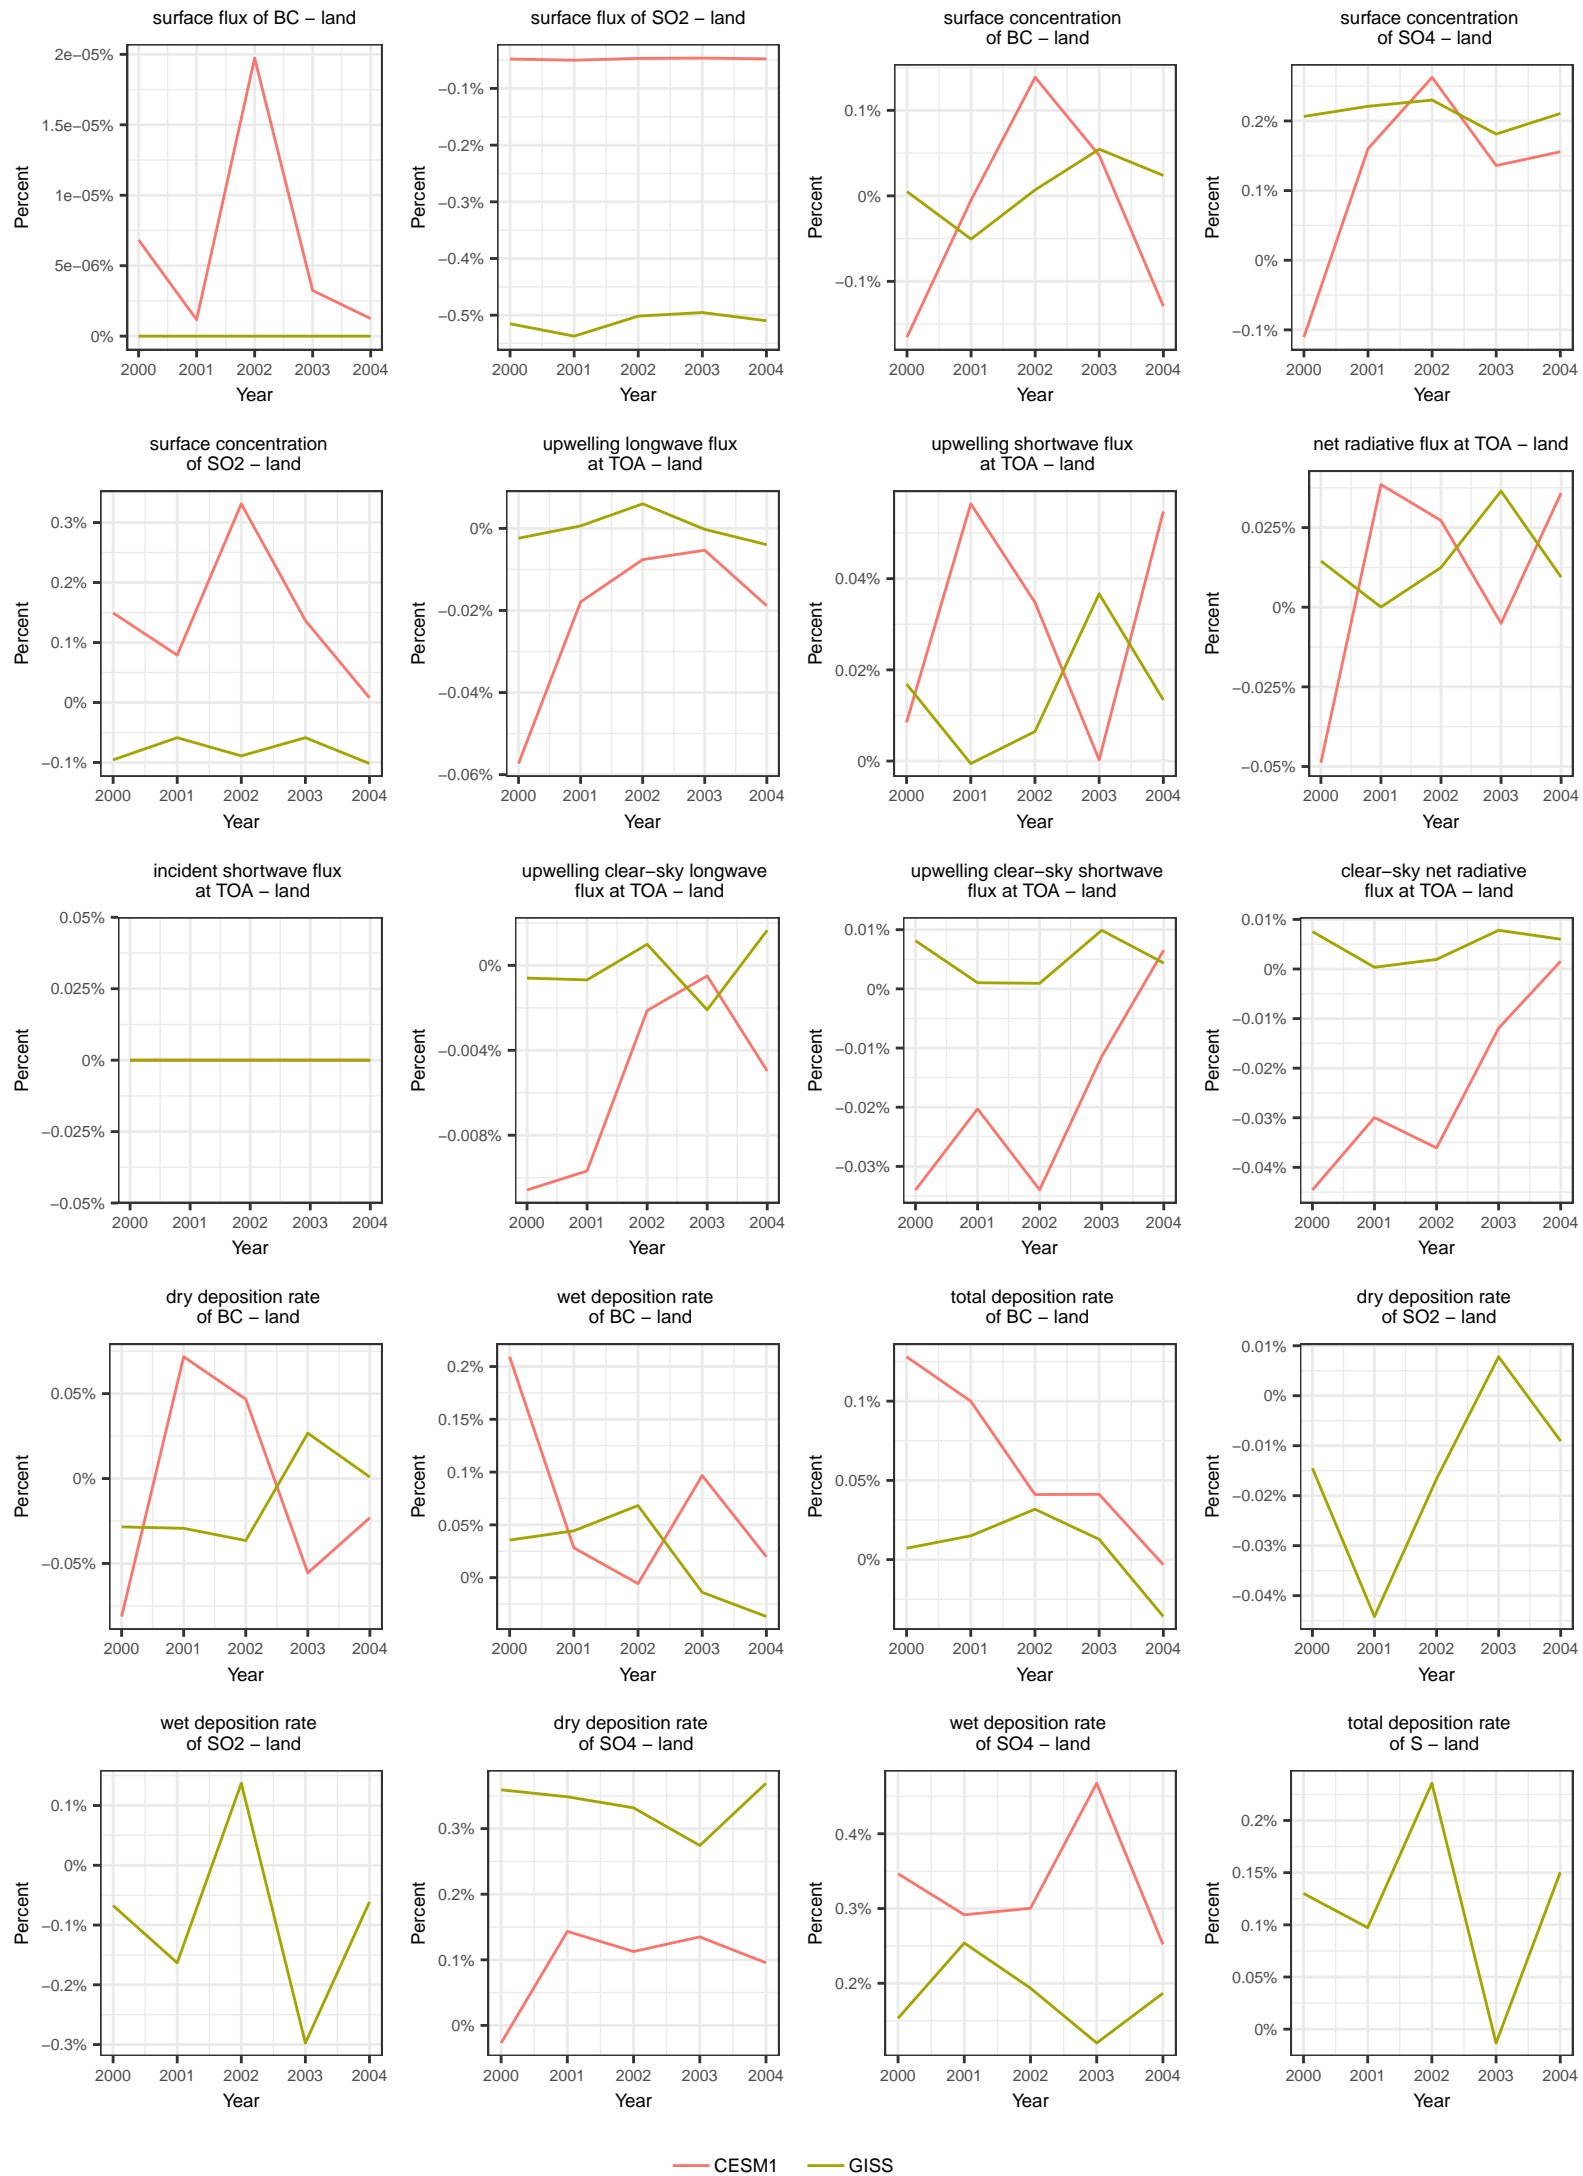 surface flux of BC − land
2e−05%
1.5e−05%
1e−05%
5e−06%
0%
Percent
2000 2001 2002 2003 2004
Year
surface flux of SO2 − land
−0.1%
−0.2%
−0.3%
−0.4%
−0.5%
Percent
2000 2001 2002 2003 2004
Year
surface concentration
of BC − land
0.1%
0%
−0.1%
Percent
2000 2001 2002 2003 2004
Year
surface concentration
of SO4 − land
0.2%
0.1%
0%
−0.1%
Percent
2000 2001 2002 2003 2004
Year
surface concentration
of SO2 − land
0.3%
0.2%
0.1%
0%
−0.1%
Percent
2000 2001 2002 2003 2004
Year
upwelling longwave flux
at TOA − land
0%
−0.02%
−0.04%
−0.06%
Percent
2000 2001 2002 2003 2004
Year
upwelling shortwave flux
at TOA − land
0.04%
0.02%
0%
Percent
2000 2001 2002 2003 2004
Year
net radiative flux at TOA − land
0.025%
0%
−0.025%
−0.05%
Percent
2000 2001 2002 2003 2004
Year
incident shortwave flux
at TOA − land
0.05%
0.025%
0%
−0.025%
−0.05%
Percent
2000 2001 2002 2003 2004
Year
upwelling clear−sky longwave
flux at TOA − land
0%
−0.004%
−0.008%
Percent
2000 2001 2002 2003 2004
Year
upwelling clear−sky shortwave
flux at TOA − land
0.01%
0%
−0.01%
−0.02%
−0.03%
Percent
2000 2001 2002 2003 2004
Year
clear−sky net radiative
flux at TOA − land
0.01%
0%
−0.01%
−0.02%
−0.03%
−0.04%
Percent
2000 2001 2002 2003 2004
Year
dry deposition rate
of BC − land
0.05%
0%
−0.05%
Percent
2000 2001 2002 2003 2004
Year
wet deposition rate
of BC − land
0.2%
0.15%
0.1%
0.05%
0%
Percent
2000 2001 2002 2003 2004
Year
total deposition rate
of BC − land
0.1%
0.05%
0%
Percent
2000 2001 2002 2003 2004
Year
dry deposition rate
of SO2 − land
0.01%
0%
−0.01%
−0.02%
−0.03%
−0.04%
Percent
2000 2001 2002 2003 2004
Year
wet deposition rate
of SO2 − land
0.1%
0%
−0.1%
−0.2%
−0.3%
Percent
2000 2001 2002 2003 2004
Year
dry deposition rate
of SO4 − land
0.3%
0.2%
0.1%
0%
Percent
2000 2001 2002 2003 2004
Year
wet deposition rate
of SO4 − land
0.4%
0.3%
0.2%
Percent
2000 2001 2002 2003 2004
Year
total deposition rate
of S − land
0.2%
0.15%
0.1%
0.05%
0%
Percent
2000 2001 2002 2003 2004
Year
CESM1 GISS